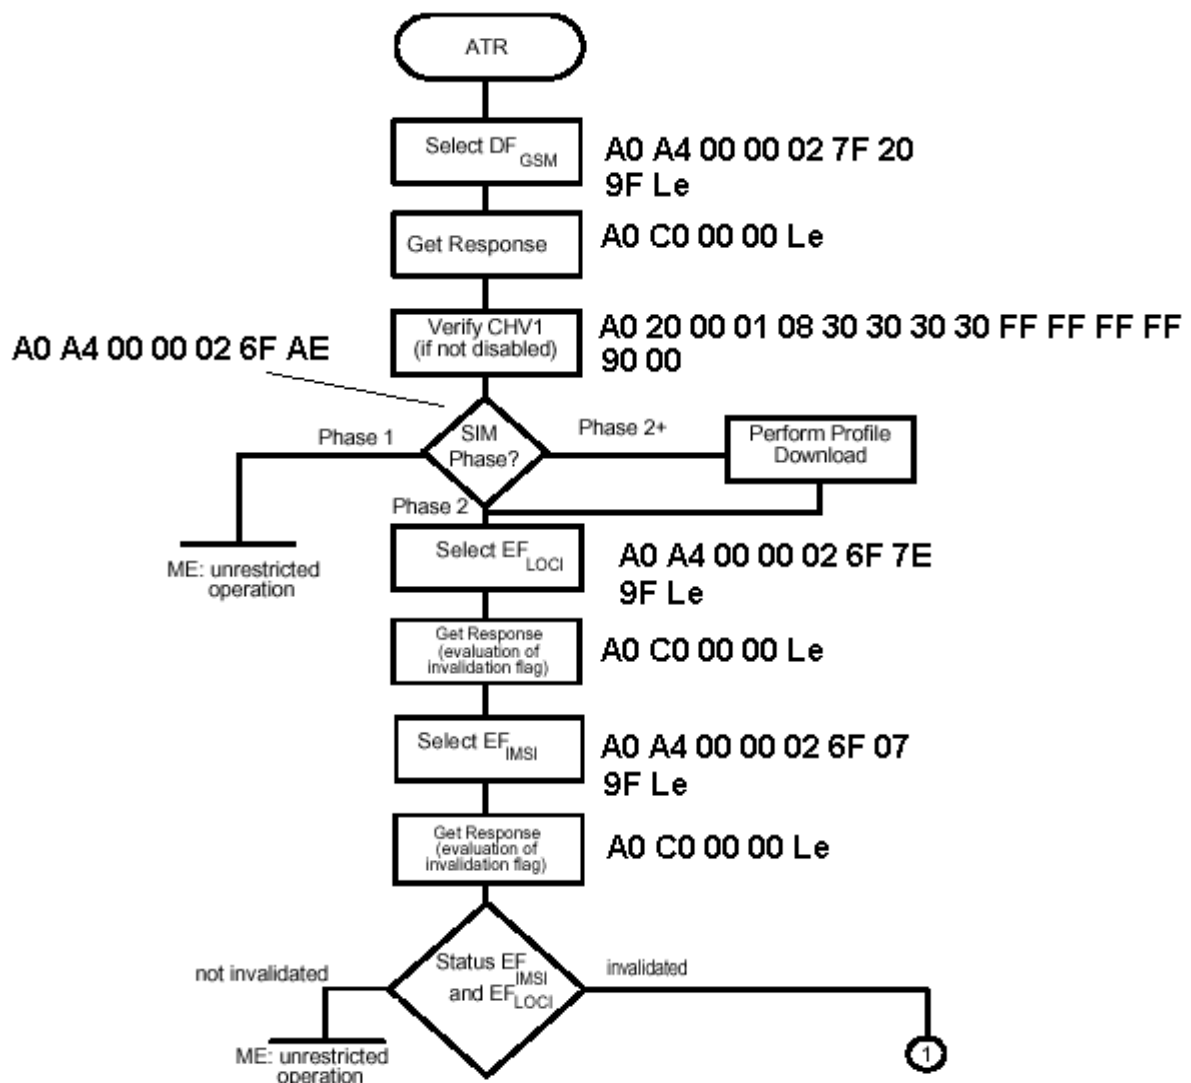 ATR
Select DF GSM
A0 A4 00 00 02 7F 20
9F Le
Get Response
A0 C0 00 00 Le
Verify CHV1
(if not disabled)
A0 20 00 01 08 30 30 30 30 FF FF FF FF
90 00
A0 A4 00 00 02 6F AE
Phase 1
SIM
Phase?
Phase 2+
Perform Profile
Download
Phase 2
ME: unrestricted
operation
Select EF LOCI
A0 A4 00 00 02 6F 7E
9F Le
Get Response
(evaluation of
invalidation flag)
A0 C0 00 00 Le
Select EF IMSI
A0 A4 00 00 02 6F 07
9F Le
Get Response
(evaluation of
invalidation flag)
A0 C0 00 00 Le
not invalidated
Status EF IMSI
and EF LOCI
invalidated
ME: unrestricted
operation
1